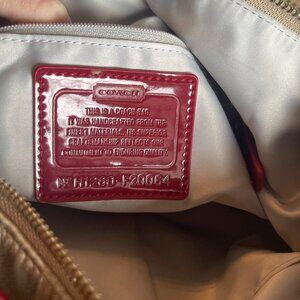 COACH
THIS IS A COACH BAG.
IT WAS HANDCRAFTED FROM THE
FINEST MATERIALS. ITS SUPERIOR
CRAFTSMANSHIP REFLECTS OUR
COMMITMENT TO ENDURING QUALITY.
Nº